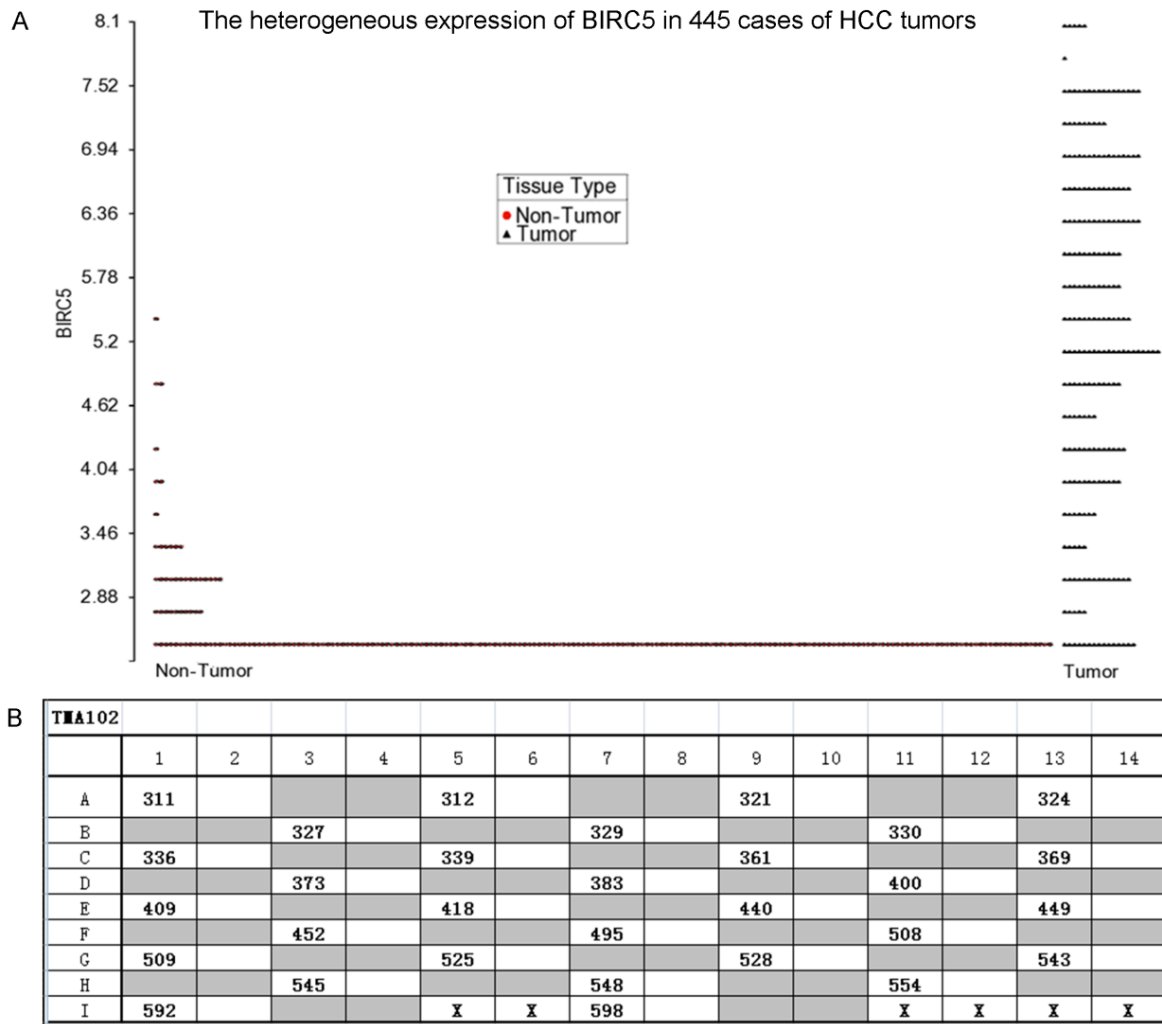 A
The heterogeneous expression of BIRC5 in 445 cases of HCC tumors
8.1
7.52
6.94
6.36
5.78
5.2
4.62
4.04
3.46
2.88
BIRC5
Tissue Type
Non-Tumor
Tumor
Non-Tumor
Tumor
B
TMA102
1 2 3 4 5 6 7 8 9 10 11 12 13 14
A 311 312 321 324
B 327 329 330
C 336 339 361 369
D 373 383 400
E 409 418 440 449
F 452 495 508
G 509 525 528 543
H 545 548 554
I 592 X X 598 X X X X